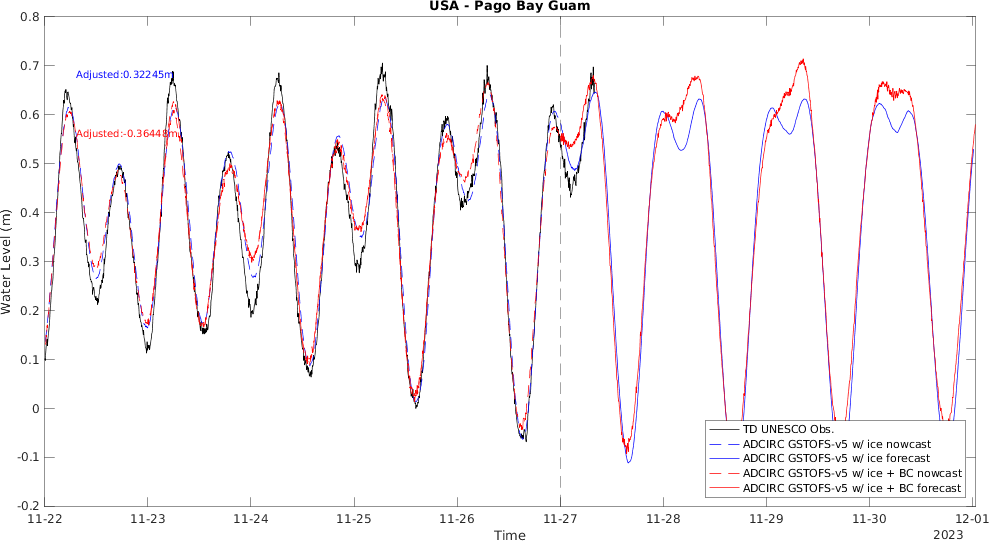 USA - Pago Bay Guam
0.8
0.7
0.6
0.5
0.4
0.3
0.2
0.1
0
-0.1
-0.2
Water Level (m)
Adjusted:0.32245m
Adjusted:-0.36448m
TD UNESCO Obs.
ADCIRC GSTOFS-v5 w/ ice nowcast
ADCIRC GSTOFS-v5 w/ ice forecast
ADCIRC GSTOFS-v5 w/ ice + BC nowcast
ADCIRC GSTOFS-v5 w/ ice + BC forecast
11-22 11-23 11-24 11-25 11-26 11-27 11-28 11-29 11-30 12-01
Time
2023